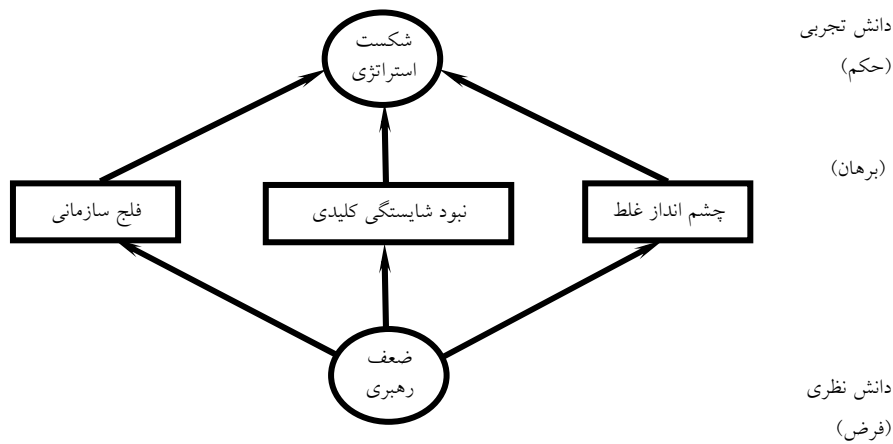 دانش تجربی
(حکم)
شکست
استراتژی
(برهان)
چشم انداز غلط
نبود شایستگی کلیدی
فلج سازمانی
دانش نظری
(فرض)
ضعف
رهبری